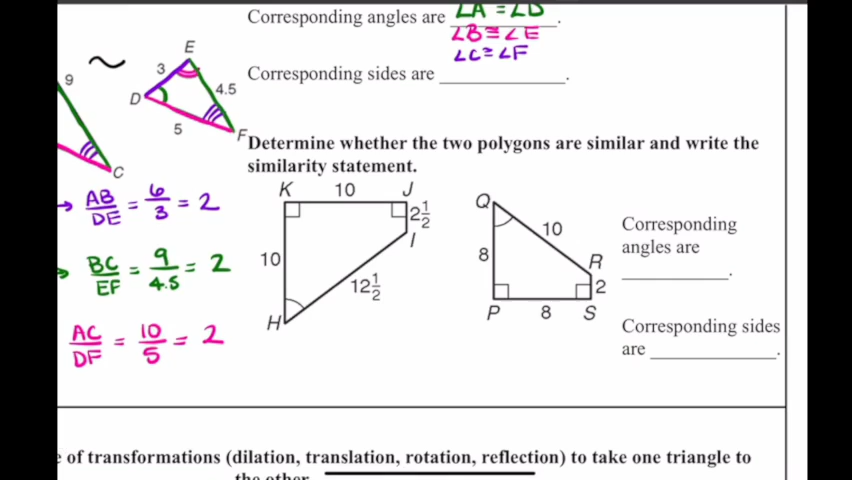 Corresponding angles are ∠A ≅ ∠D.
∠B ≅ ∠E
∠C ≅ ∠F
~
Corresponding sides are ____________.
9
C
E
3
4.5
D
5
F
→ AB/DE = 6/3 = 2
→ BC/EF = 9/4.5 = 2
AC/DF = 10/5 = 2
Determine whether the two polygons are similar and write the
similarity statement.
K 10 J
2 1/2
I
10
12 1/2
H
Q
10
8
R
2
P 8 S
Corresponding
angles are
__________.
Corresponding sides
are ____________.
of transformations (dilation, translation, rotation, reflection) to take one triangle to
the other.